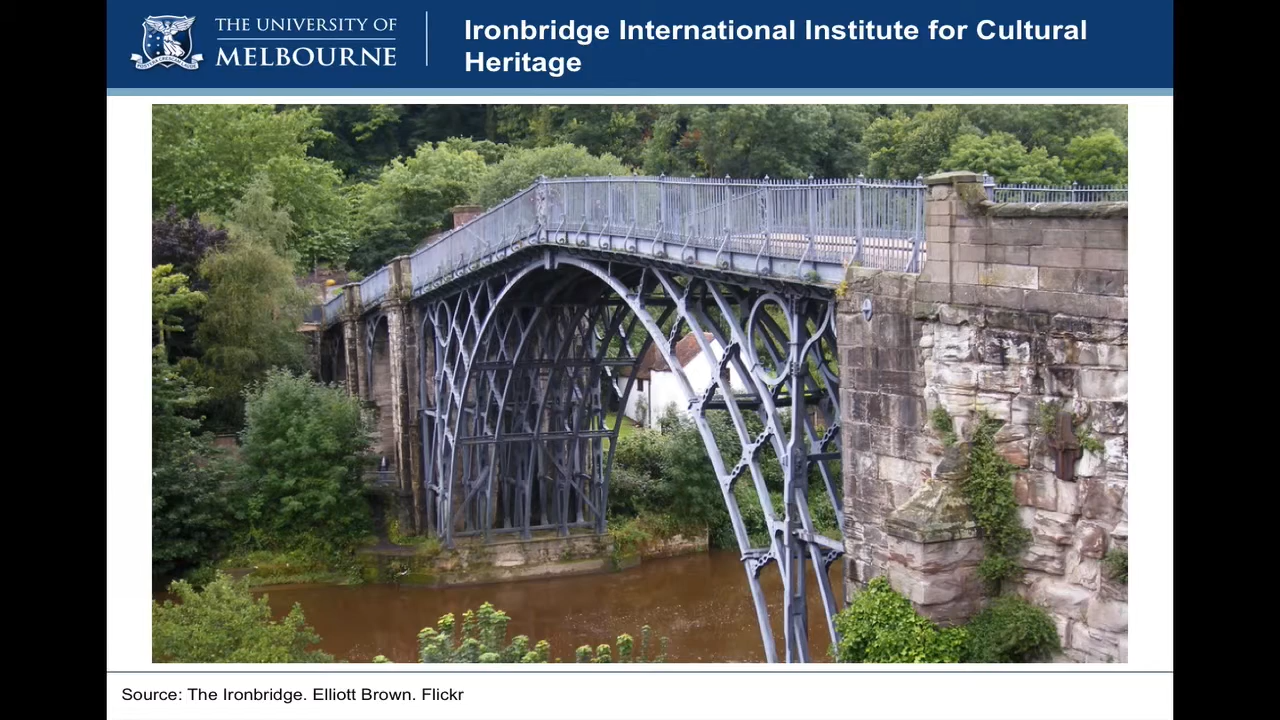 THE UNIVERSITY OF
MELBOURNE
Ironbridge International Institute for Cultural
Heritage
Source: The Ironbridge. Elliott Brown. Flickr